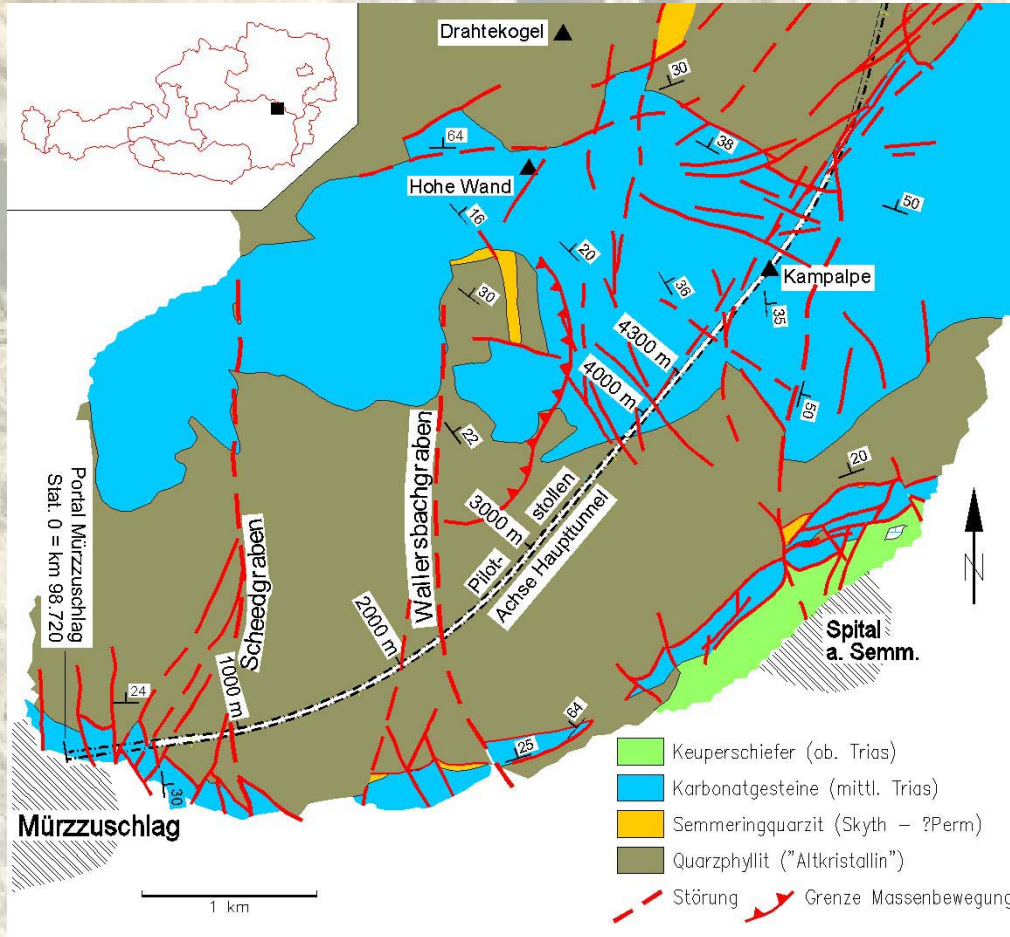 Drahtekogel
30
64
38
Hohe Wand
16
50
20
30
36
Kampalpe
35
4300 m
4000 m
50
22
20
Wallersbachgraben
3000 m
Pilot-
stollen
Achse Haupttunnel
Portal Mürzzuschlag
Stat. 0 = km 98.720
Scheedgraben
2000 m
1000 m
24
N
Spital
a. Semm.
64
25
30
Mürzzuschlag
1 km
Keuperschiefer (ob. Trias)
Karbonatgesteine (mittl. Trias)
Semmeringquarzit (Skyth – ?Perm)
Quarzphyllit ("Altkristallin")
Störung
Grenze Massenbewegung